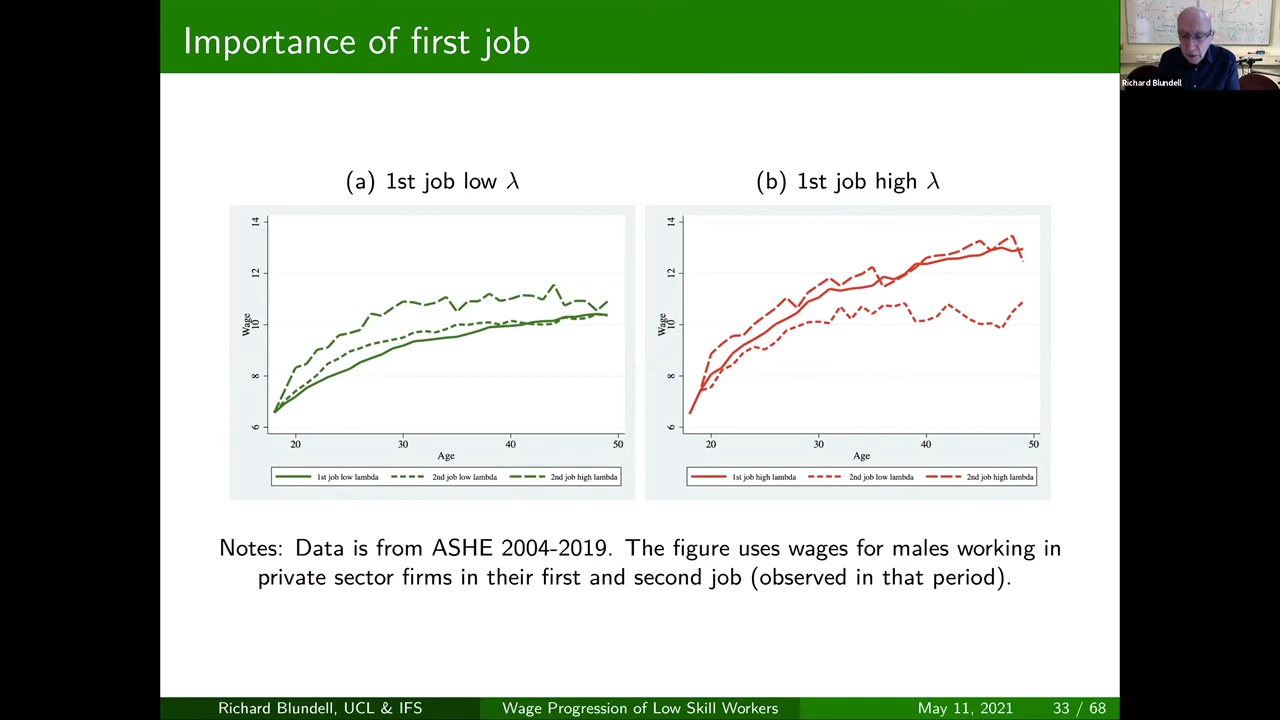 Importance of first job
Richard Blundell
(a) 1st job low λ
(b) 1st job high λ
14
12
10
8
6
Wage
20
30
40
50
Age
1st job low lambda
2nd job low lambda
2nd job high lambda
14
12
10
8
6
Wage
20
30
40
50
Age
1st job high lambda
2nd job low lambda
2nd job high lambda
Notes: Data is from ASHE 2004-2019. The figure uses wages for males working in
private sector firms in their first and second job (observed in that period).
Richard Blundell, UCL & IFS
Wage Progression of Low Skill Workers
May 11, 2021
33 / 68